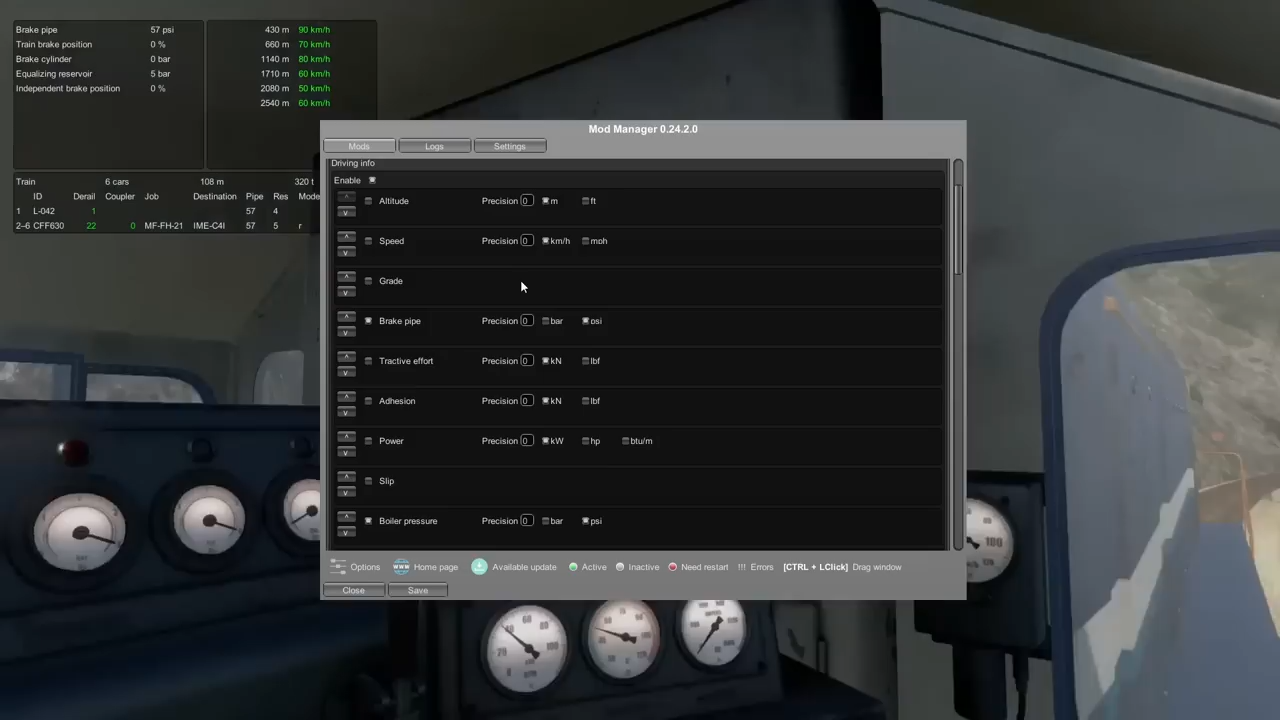 Brake pipe 57 psi
Train brake position 0 %
Brake cylinder 0 bar
Equalizing reservoir 5 bar
Independent brake position 0 %
430 m 90 km/h
660 m 70 km/h
1140 m 80 km/h
1710 m 60 km/h
2080 m 50 km/h
2540 m 60 km/h
Train 6 cars 108 m 320 t
ID Derail Coupler Job Destination Pipe Res Mode
1 L-042 1 57 4
2–6 CFF630 22 0 MF-FH-21 IME-C4I 57 5 r
Mod Manager 0.24.2.0
Mods Logs Settings
Driving info
Enable
^ Altitude Precision 0 m ft
v
^ Speed Precision 0 km/h mph
v
^ Grade
v
^ Brake pipe Precision 0 bar psi
v
^ Tractive effort Precision 0 kN lbf
v
^ Adhesion Precision 0 kN lbf
v
^ Power Precision 0 kW hp btu/m
v
^ Slip
v
^ Boiler pressure Precision 0 bar psi
v
www
Options Home page Available update Active Inactive Need restart !!! Errors [CTRL + LClick] Drag window
Close Save
100
20 60 80 100